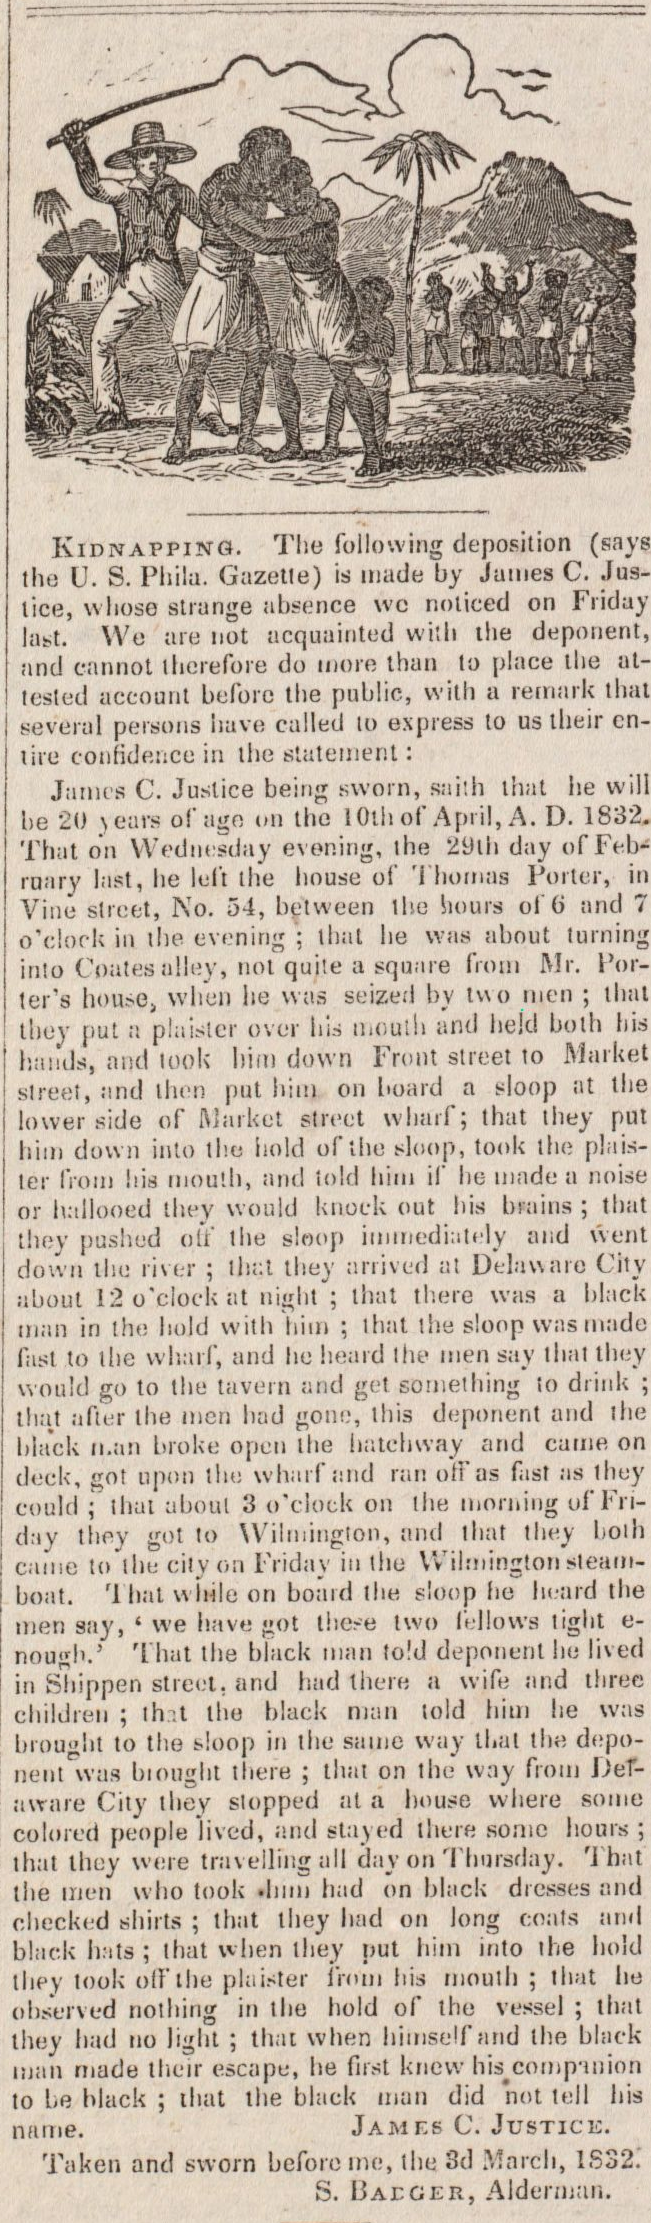 KIDNAPPING. The following deposition (says
the U. S. Phila. Gazette) is made by James C. Jus-
tice, whose strange absence we noticed on Friday
last. We are not acquainted with the deponent,
and cannot therefore do more than to place the at-
tested account before the public, with a remark that
several persons have called to express to us their en-
tire confidence in the statement:
James C. Justice being sworn, saith that he will
be 20 years of age on the 10th of April, A. D. 1832.
That on Wednesday evening, the 29th day of Feb-
ruary last, he left the house of Thomas Porter, in
Vine street, No. 54, between the hours of 6 and 7
o'clock in the evening; that he was about turning
into Coates alley, not quite a square from Mr. Por-
ter's house, when he was seized by two men; that
they put a plaister over his mouth and held both his
hands, and took him down Front street to Market
street, and then put him on board a sloop at the
lower side of Market street wharf; that they put
him down into the hold of the sloop, took the plais-
ter from his mouth, and told him if he made a noise
or hallooed they would knock out his brains; that
they pushed off the sloop immediately and went
down the river; that they arrived at Delaware City
about 12 o'clock at night; that there was a black
man in the hold with him; that the sloop was made
fast to the wharf, and he heard the men say that they
would go to the tavern and get something to drink;
that after the men had gone, this deponent and the
black man broke open the hatchway and came on
deck, got upon the wharf and ran off as fast as they
could; that about 3 o'clock on the morning of Fri-
day they got to Wilmington, and that they both
came to the city on Friday in the Wilmington steam-
boat. That while on board the sloop he heard the
men say, 'we have got these two fellows tight e-
nough.' That the black man told deponent he lived
in Shippen street, and had there a wife and three
children; that the black man told him he was
brought to the sloop in the same way that the depo-
nent was brought there; that on the way from Del-
aware City they stopped at a house where some
colored people lived, and stayed there some hours;
that they were travelling all day on Thursday. That
the men who took him had on black dresses and
checked shirts; that they had on long coats and
black hats; that when they put him into the hold
they took off the plaister from his mouth; that he
observed nothing in the hold of the vessel; that
they had no light; that when himself and the black
man made their escape, he first knew his companion
to be black; that the black man did not tell his
name. JAMES C. JUSTICE.
Taken and sworn before me, the 3d March, 1832.
S. BADGER, Alderman.